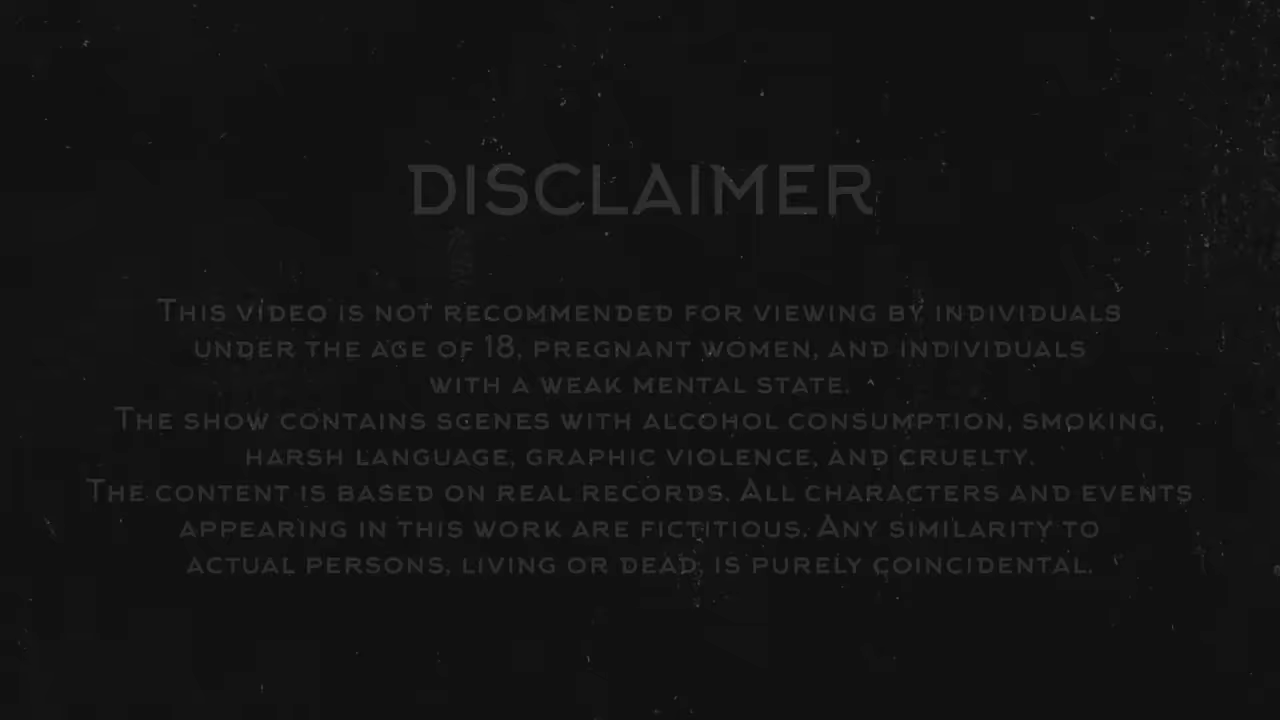 DISCLAIMER
THIS VIDEO IS NOT RECOMMENDED FOR VIEWING BY INDIVIDUALS
UNDER THE AGE OF 18, PREGNANT WOMEN, AND INDIVIDUALS
WITH A WEAK MENTAL STATE.
THE SHOW CONTAINS SCENES WITH ALCOHOL CONSUMPTION, SMOKING,
HARSH LANGUAGE, GRAPHIC VIOLENCE, AND CRUELTY.
THE CONTENT IS BASED ON REAL RECORDS. ALL CHARACTERS AND EVENTS
APPEARING IN THIS WORK ARE FICTITIOUS. ANY SIMILARITY TO
ACTUAL PERSONS, LIVING OR DEAD, IS PURELY COINCIDENTAL.